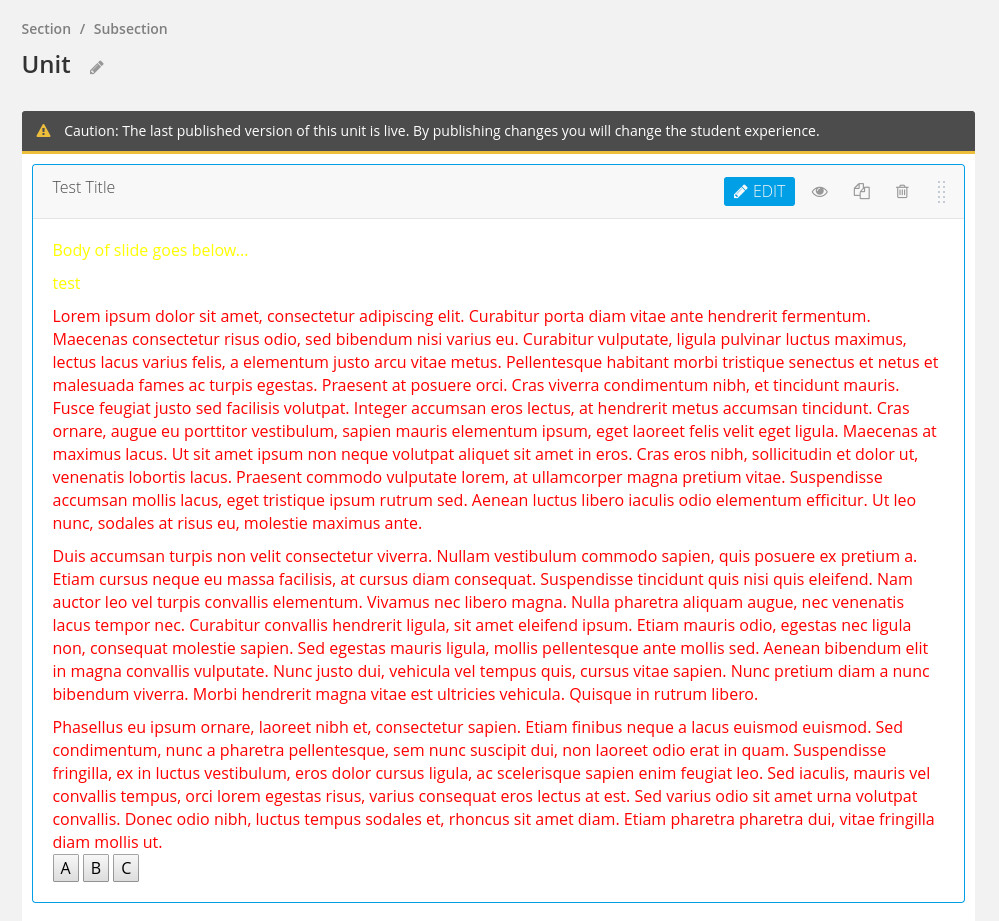 Section / Subsection
Unit
Caution: The last published version of this unit is live. By publishing changes you will change the student experience.
Test Title
EDIT
Body of slide goes below...
test
Lorem ipsum dolor sit amet, consectetur adipiscing elit. Curabitur porta diam vitae ante hendrerit fermentum.
Maecenas consectetur risus odio, sed bibendum nisi varius eu. Curabitur vulputate, ligula pulvinar luctus maximus,
lectus lacus varius felis, a elementum justo arcu vitae metus. Pellentesque habitant morbi tristique senectus et netus et
malesuada fames ac turpis egestas. Praesent at posuere orci. Cras viverra condimentum nibh, et tincidunt mauris.
Fusce feugiat justo sed facilisis volutpat. Integer accumsan eros lectus, at hendrerit metus accumsan tincidunt. Cras
ornare, augue eu porttitor vestibulum, sapien mauris elementum ipsum, eget laoreet felis velit eget ligula. Maecenas at
maximus lacus. Ut sit amet ipsum non neque volutpat aliquet sit amet in eros. Cras eros nibh, sollicitudin et dolor ut,
venenatis lobortis lacus. Praesent commodo vulputate lorem, at ullamcorper magna pretium vitae. Suspendisse
accumsan mollis lacus, eget tristique ipsum rutrum sed. Aenean luctus libero iaculis odio elementum efficitur. Ut leo
nunc, sodales at risus eu, molestie maximus ante.
Duis accumsan turpis non velit consectetur viverra. Nullam vestibulum commodo sapien, quis posuere ex pretium a.
Etiam cursus neque eu massa facilisis, at cursus diam consequat. Suspendisse tincidunt quis nisi quis eleifend. Nam
auctor leo vel turpis convallis elementum. Vivamus nec libero magna. Nulla pharetra aliquam augue, nec venenatis
lacus tempor nec. Curabitur convallis hendrerit ligula, sit amet eleifend ipsum. Etiam mauris odio, egestas nec ligula
non, consequat molestie sapien. Sed egestas mauris ligula, mollis pellentesque ante mollis sed. Aenean bibendum elit
in magna convallis vulputate. Nunc justo dui, vehicula vel tempus quis, cursus vitae sapien. Nunc pretium diam a nunc
bibendum viverra. Morbi hendrerit magna vitae est ultricies vehicula. Quisque in rutrum libero.
Phasellus eu ipsum ornare, laoreet nibh et, consectetur sapien. Etiam finibus neque a lacus euismod euismod. Sed
condimentum, nunc a pharetra pellentesque, sem nunc suscipit dui, non laoreet odio erat in quam. Suspendisse
fringilla, ex in luctus vestibulum, eros dolor cursus ligula, ac scelerisque sapien enim feugiat leo. Sed iaculis, mauris vel
convallis tempus, orci lorem egestas risus, varius consequat eros lectus at est. Sed varius odio sit amet urna volutpat
convallis. Donec odio nibh, luctus tempus sodales et, rhoncus sit amet diam. Etiam pharetra pharetra dui, vitae fringilla
diam mollis ut.
A B C